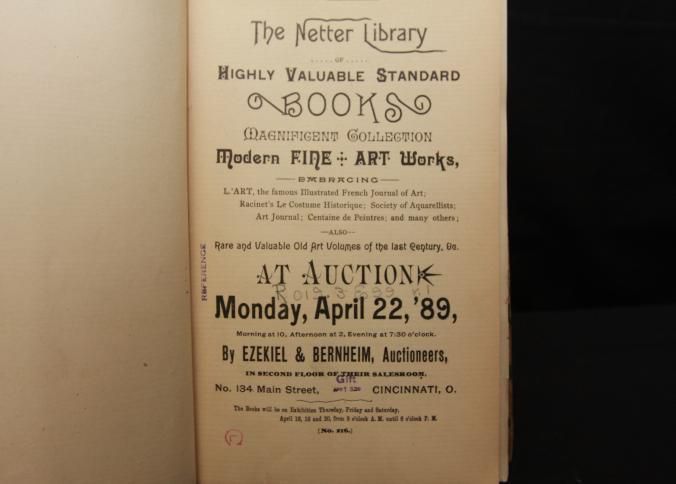 The Netter Library
..... OF .....
HIGHLY VALUABLE STANDARD
BOOKS
MAGNIFICENT COLLECTION
Modern FINE + ART Works,
—EMBRACING—
L'ART, the famous Illustrated French Journal of Art;
Racinet's Le Costume Historique; Society of Aquarellists;
Art Journal; Centaine de Peintres; and many others;
—ALSO—
Rare and Valuable Old Art Volumes of the last Century, &c.
REFERENCE
AT AUCTION
R 019.3
Monday, April 22, '89,
Morning at 10, Afternoon at 2, Evening at 7:30 o'clock.
By EZEKIEL & BERNHEIM, Auctioneers,
IN SECOND FLOOR OF THEIR SALESROOM,
Gift
No. 134 Main Street, CINCINNATI, O.
The Books will be on Exhibition Thursday, Friday and Saturday,
April 18, 19 and 20, from 9 o'clock A. M. until 6 o'clock P. M.
(No. 216.)